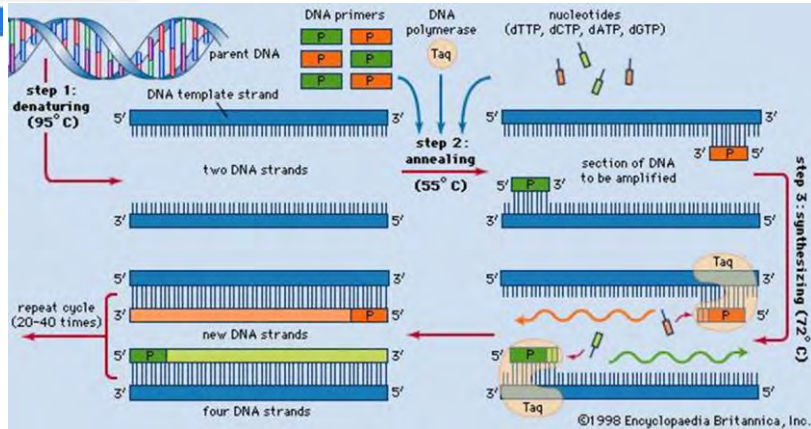 parent DNA
step 1:
denaturing
(95° C)
DNA primers
P P
P P
P P
DNA
polymerase
Taq
nucleotides
(dTTP, dCTP, dATP, dGTP)
DNA template strand
5′ 3′
two DNA strands
3′ 5′
step 2:
annealing
(55° C)
5′ 3′
3′ P 5′
section of DNA
to be amplified
5′ P 3′
3′ 5′
step 3: synthesizing (72° C)
5′ Taq 3′
P 5′
5′ P
3′ Taq 5′
5′ 3′
3′ P 5′
new DNA strands
5′ P 3′
3′ 5′
four DNA strands
repeat cycle
(20-40 times)
©1998 Encyclopaedia Britannica, Inc.